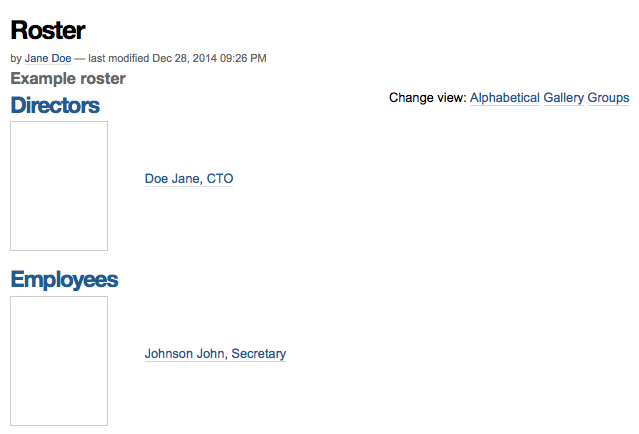 Roster
by Jane Doe — last modified Dec 28, 2014 09:26 PM
Example roster
Change view: Alphabetical Gallery Groups
Directors
Doe Jane, CTO
Employees
Johnson John, Secretary